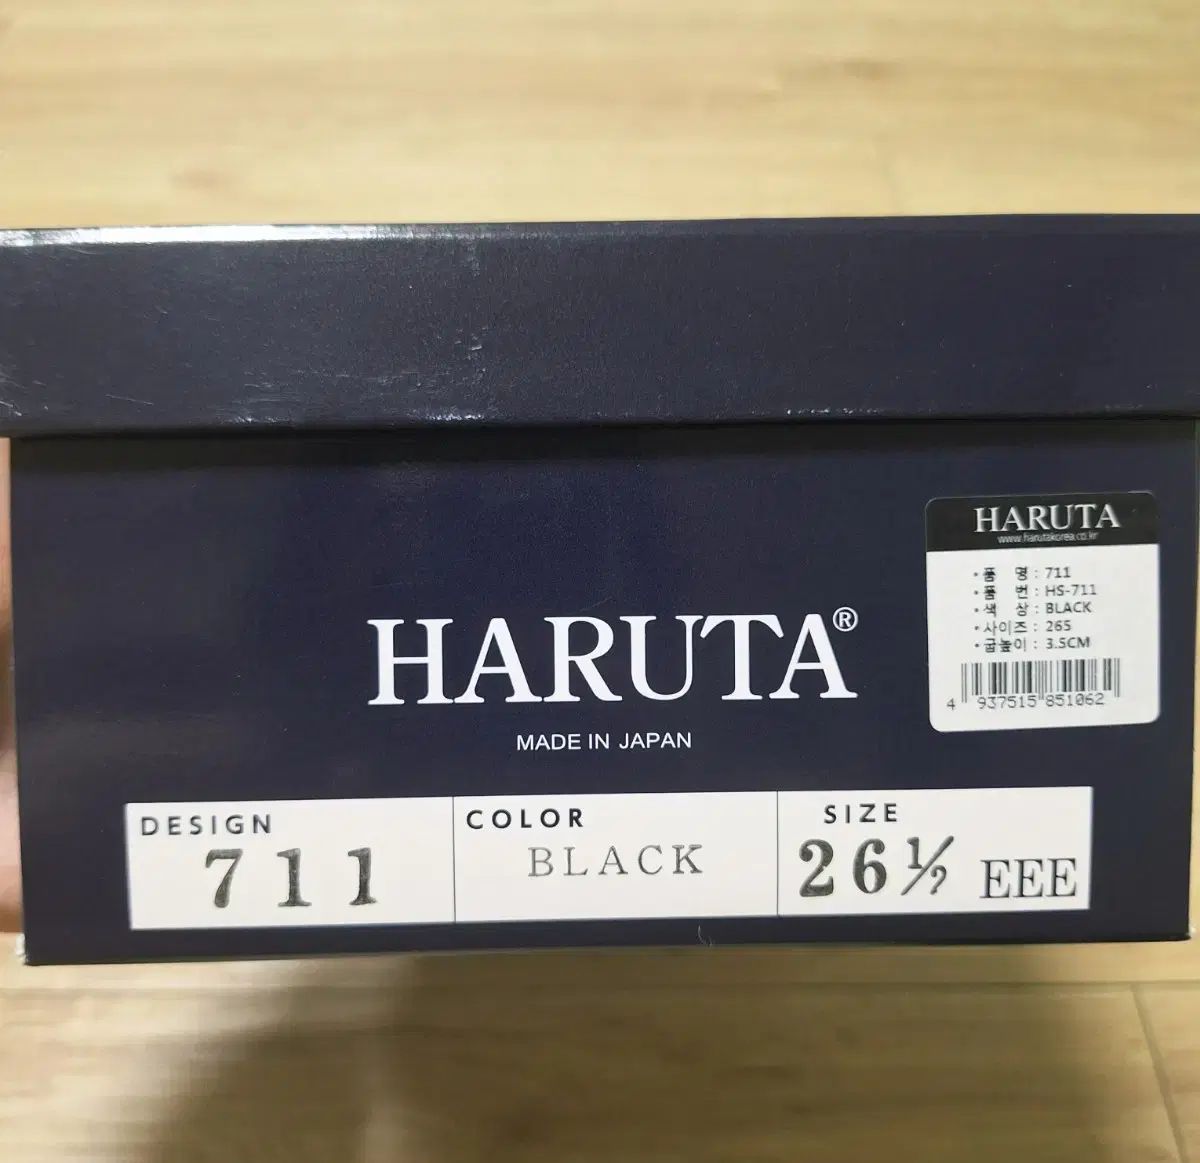 HARUTA
www.harutakorea.co.kr
•품 명 : 711
•품 번 : HS-711
•색 상 : BLACK
•사이즈 : 265
•굽높이 : 3.5CM
4 937515 851062
HARUTA®
MADE IN JAPAN
DESIGN COLOR SIZE
711 BLACK 26½ EEE